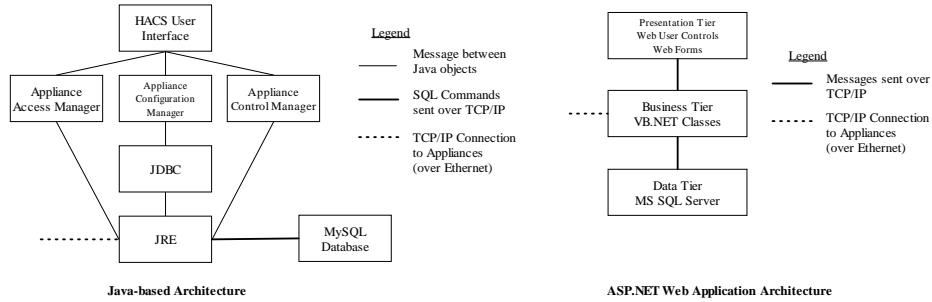 HACS User
Interface
Appliance
Access Manager
Appliance
Configuration
Manager
Appliance
Control Manager
JDBC
JRE
MySQL
Database
Legend
Message between
Java objects
SQL Commands
sent over TCP/IP
TCP/IP Connection
to Appliances
(over Ethernet)
Java-based Architecture
Presentation Tier
Web User Controls
Web Forms
Business Tier
VB.NET Classes
Data Tier
MS SQL Server
Legend
Messages sent over
TCP/IP
TCP/IP Connection
to Appliances
(over Ethernet)
ASP.NET Web Application Architecture